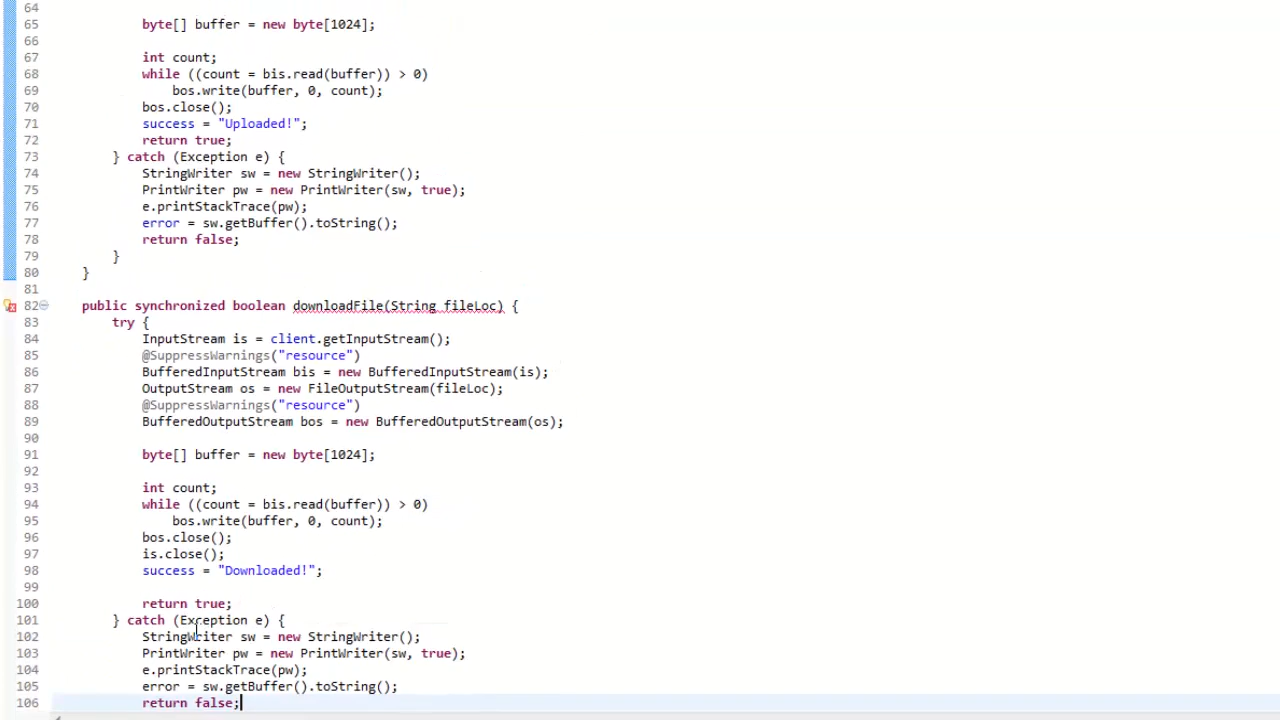 64
65 byte[] buffer = new byte[1024];
66
67 int count;
68 while ((count = bis.read(buffer)) > 0)
69 bos.write(buffer, 0, count);
70 bos.close();
71 success = "Uploaded!";
72 return true;
73 } catch (Exception e) {
74 StringWriter sw = new StringWriter();
75 PrintWriter pw = new PrintWriter(sw, true);
76 e.printStackTrace(pw);
77 error = sw.getBuffer().toString();
78 return false;
79 }
80 }
81
82 public synchronized boolean downloadFile(String fileLoc) {
83 try {
84 InputStream is = client.getInputStream();
85 @SuppressWarnings("resource")
86 BufferedInputStream bis = new BufferedInputStream(is);
87 OutputStream os = new FileOutputStream(fileLoc);
88 @SuppressWarnings("resource")
89 BufferedOutputStream bos = new BufferedOutputStream(os);
90
91 byte[] buffer = new byte[1024];
92
93 int count;
94 while ((count = bis.read(buffer)) > 0)
95 bos.write(buffer, 0, count);
96 bos.close();
97 is.close();
98 success = "Downloaded!";
99
100 return true;
101 } catch (Exception e) {
102 StringWriter sw = new StringWriter();
103 PrintWriter pw = new PrintWriter(sw, true);
104 e.printStackTrace(pw);
105 error = sw.getBuffer().toString();
106 return false;